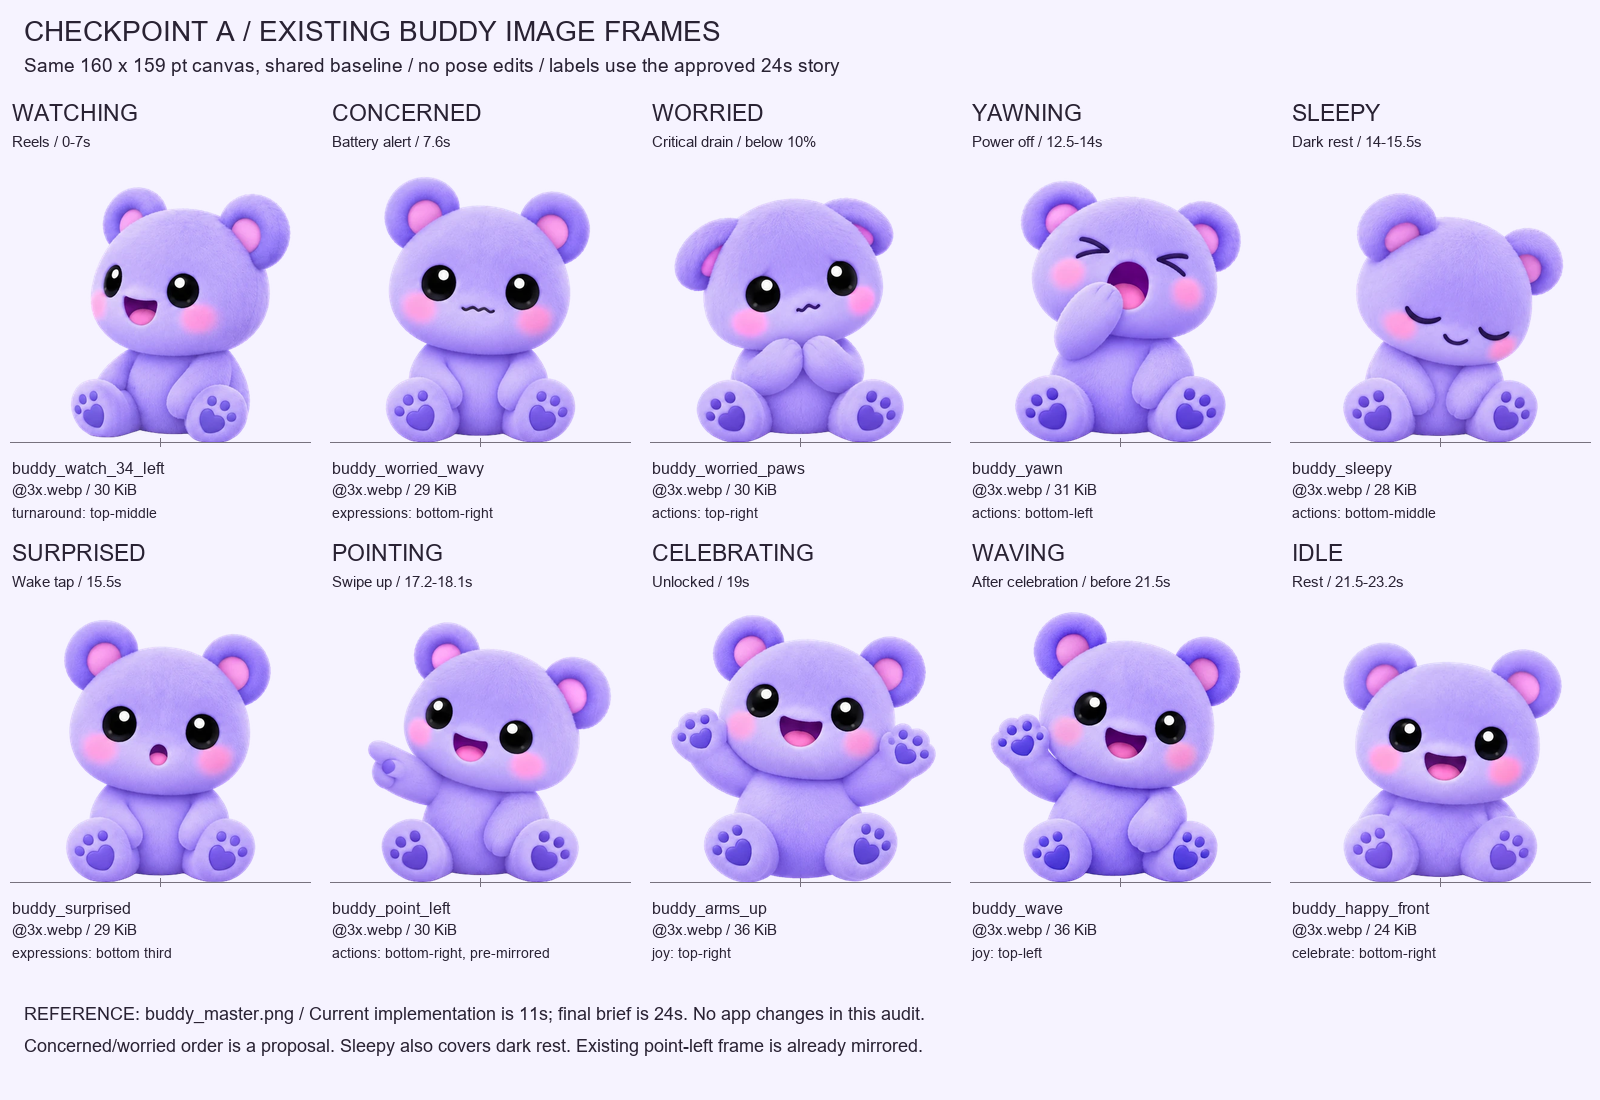 CHECKPOINT A / EXISTING BUDDY IMAGE FRAMES
Same 160 x 159 pt canvas, shared baseline / no pose edits / labels use the approved 24s story
WATCHING
Reels / 0-7s
buddy_watch_34_left
@3x.webp / 30 KiB
turnaround: top-middle
CONCERNED
Battery alert / 7.6s
buddy_worried_wavy
@3x.webp / 29 KiB
expressions: bottom-right
WORRIED
Critical drain / below 10%
buddy_worried_paws
@3x.webp / 30 KiB
actions: top-right
YAWNING
Power off / 12.5-14s
buddy_yawn
@3x.webp / 31 KiB
actions: bottom-left
SLEEPY
Dark rest / 14-15.5s
buddy_sleepy
@3x.webp / 28 KiB
actions: bottom-middle
SURPRISED
Wake tap / 15.5s
buddy_surprised
@3x.webp / 29 KiB
expressions: bottom third
POINTING
Swipe up / 17.2-18.1s
buddy_point_left
@3x.webp / 30 KiB
actions: bottom-right, pre-mirrored
CELEBRATING
Unlocked / 19s
buddy_arms_up
@3x.webp / 36 KiB
joy: top-right
WAVING
After celebration / before 21.5s
buddy_wave
@3x.webp / 36 KiB
joy: top-left
IDLE
Rest / 21.5-23.2s
buddy_happy_front
@3x.webp / 24 KiB
celebrate: bottom-right
REFERENCE: buddy_master.png / Current implementation is 11s; final brief is 24s. No app changes in this audit.
Concerned/worried order is a proposal. Sleepy also covers dark rest. Existing point-left frame is already mirrored.